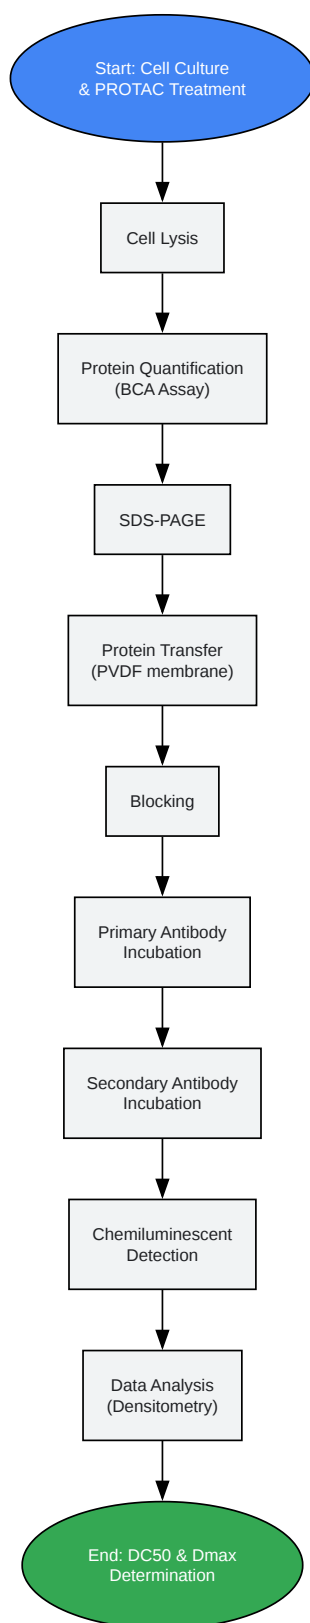 Start: Cell Culture
& PROTAC Treatment
Cell Lysis
Protein Quantification
(BCA Assay)
SDS-PAGE
Protein Transfer
(PVDF membrane)
Blocking
Primary Antibody
Incubation
Secondary Antibody
Incubation
Chemiluminescent
Detection
Data Analysis
(Densitometry)
End: DC50 & Dmax
Determination